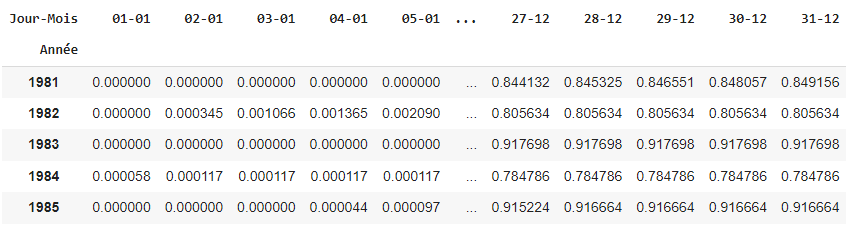 Jour-Mois 01-01 02-01 03-01 04-01 05-01 ... 27-12 28-12 29-12 30-12 31-12
Année
1981 0.000000 0.000000 0.000000 0.000000 0.000000 ... 0.844132 0.845325 0.846551 0.848057 0.849156
1982 0.000000 0.000345 0.001066 0.001365 0.002090 ... 0.805634 0.805634 0.805634 0.805634 0.805634
1983 0.000000 0.000000 0.000000 0.000000 0.000000 ... 0.917698 0.917698 0.917698 0.917698 0.917698
1984 0.000058 0.000117 0.000117 0.000117 0.000117 ... 0.784786 0.784786 0.784786 0.784786 0.784786
1985 0.000000 0.000000 0.000000 0.000044 0.000097 ... 0.915224 0.916664 0.916664 0.916664 0.916664